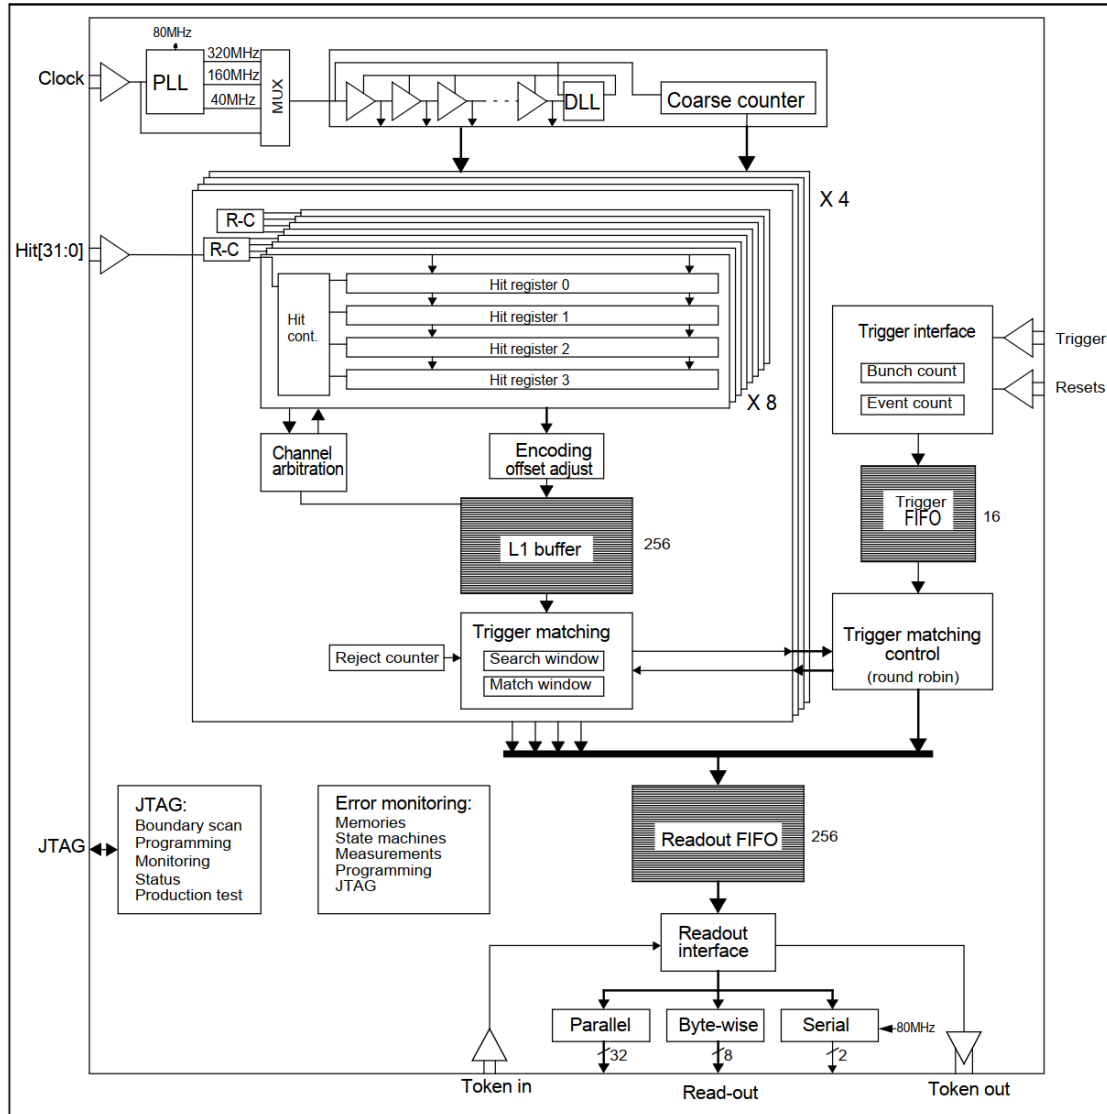 80MHz
Clock
PLL
320MHz
160MHz
40MHz
MUX
DLL
Coarse counter
X 4
Hit[31:0]
R-C
R-C
Hit cont.
Hit register 0
Hit register 1
Hit register 2
Hit register 3
X 8
Channel
arbitration
Encoding
offset adjust
L1 buffer
256
Trigger matching
Search window
Match window
Reject counter
Trigger interface
Bunch count
Event count
Trigger
Resets
Trigger
FIFO
16
Trigger matching
control
(round robin)
JTAG
JTAG:
Boundary scan
Programming
Monitoring
Status
Production test
Error monitoring:
Memories
State machines
Measurements
Programming
JTAG
Readout FIFO
256
Readout
interface
Parallel
Byte-wise
Serial
80MHz
32
8
2
Token in
Read-out
Token out